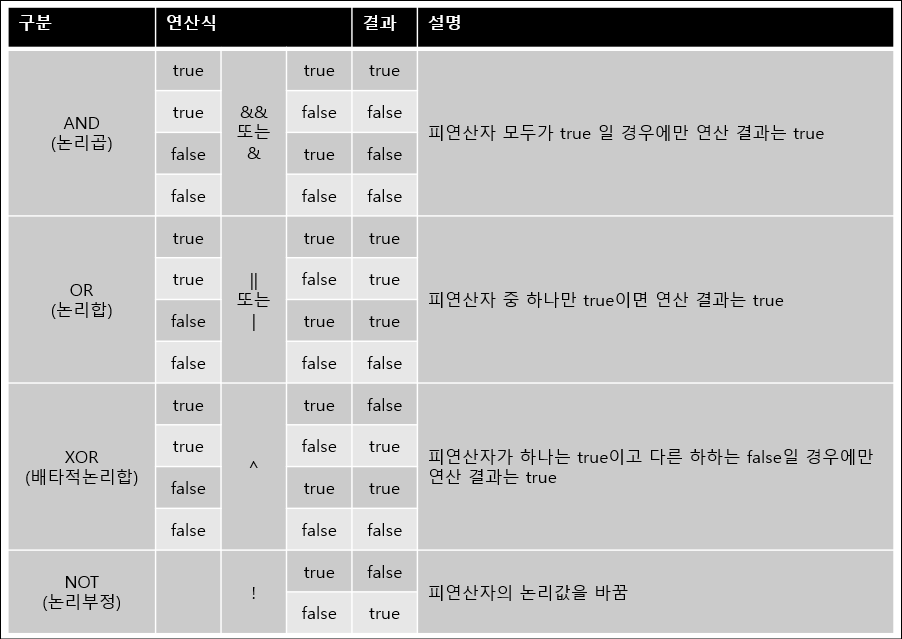 구분 연산식 결과 설명
AND
(논리곱)
true && 또는 & true true
true false false
false true false
false false false
피연산자 모두가 true 일 경우에만 연산 결과는 true
OR
(논리합)
true || 또는 | true true
true false true
false true true
false false false
피연산자 중 하나만 true이면 연산 결과는 true
XOR
(배타적논리합)
true ^ true false
true false true
false true true
false false false
피연산자가 하나는 true이고 다른 하하는 false일 경우에만
연산 결과는 true
NOT
(논리부정)
! true false
false true
피연산자의 논리값을 바꿈